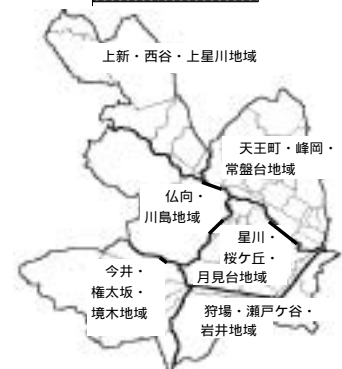 上新・西谷・上星川地域
天王町・峰岡・
常盤台地域
仏向・
川島地域
星川・
桜ケ丘・
月見台地域
今井・
権太坂・
境木地域
狩場・瀬戸ケ谷・
岩井地域